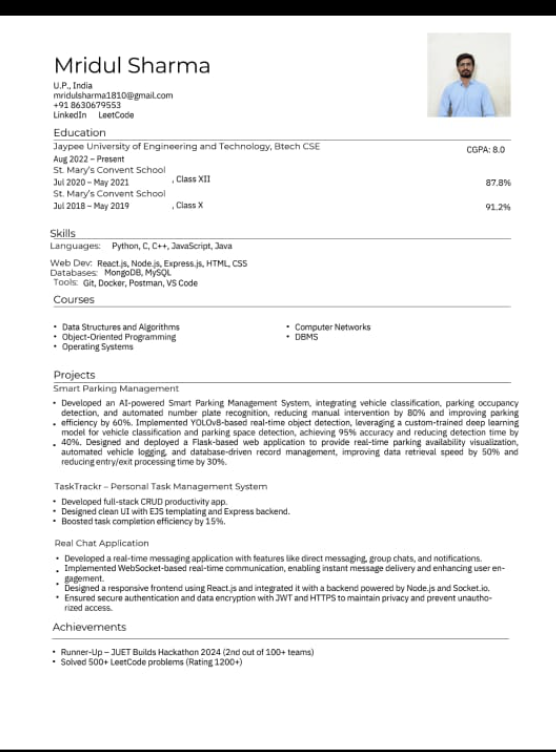 Mridul Sharma
U.P., India
mridulsharma1810@gmail.com
+91 8630679553
LinkedIn LeetCode
Education
Jaypee University of Engineering and Technology, Btech CSE CGPA: 8.0
Aug 2022 – Present
St. Mary's Convent School
Jul 2020 – May 2021 , Class XII 87.8%
St. Mary's Convent School
Jul 2018 – May 2019 , Class X 91.2%
Skills
Languages: Python, C, C++, JavaScript, Java
Web Dev: React.js, Node.js, Express.js, HTML, CSS
Databases: MongoDB, MySQL
Tools: Git, Docker, Postman, VS Code
Courses
• Data Structures and Algorithms
• Object-Oriented Programming
• Operating Systems
• Computer Networks
• DBMS
Projects
Smart Parking Management
• Developed an AI-powered Smart Parking Management System, integrating vehicle classification, parking occupancy
detection, and automated number plate recognition, reducing manual intervention by 80% and improving parking
• efficiency by 60%. Implemented YOLOv8-based real-time object detection, leveraging a custom-trained deep learning
model for vehicle classification and parking space detection, achieving 95% accuracy and reducing detection time by
• 40%. Designed and deployed a Flask-based web application to provide real-time parking availability visualization,
automated vehicle logging, and database-driven record management, improving data retrieval speed by 50% and
reducing entry/exit processing time by 30%.
TaskTrackr – Personal Task Management System
• Developed full-stack CRUD productivity app.
• Designed clean UI with EJS templating and Express backend.
• Boosted task completion efficiency by 15%.
Real Chat Application
• Developed a real-time messaging application with features like direct messaging, group chats, and notifications.
• Implemented WebSocket-based real-time communication, enabling instant message delivery and enhancing user en-
gagement.
• Designed a responsive frontend using React.js and integrated it with a backend powered by Node.js and Socket.io.
• Ensured secure authentication and data encryption with JWT and HTTPS to maintain privacy and prevent unautho-
rized access.
Achievements
• Runner-Up – JUET Builds Hackathon 2024 (2nd out of 100+ teams)
• Solved 500+ LeetCode problems (Rating 1200+)